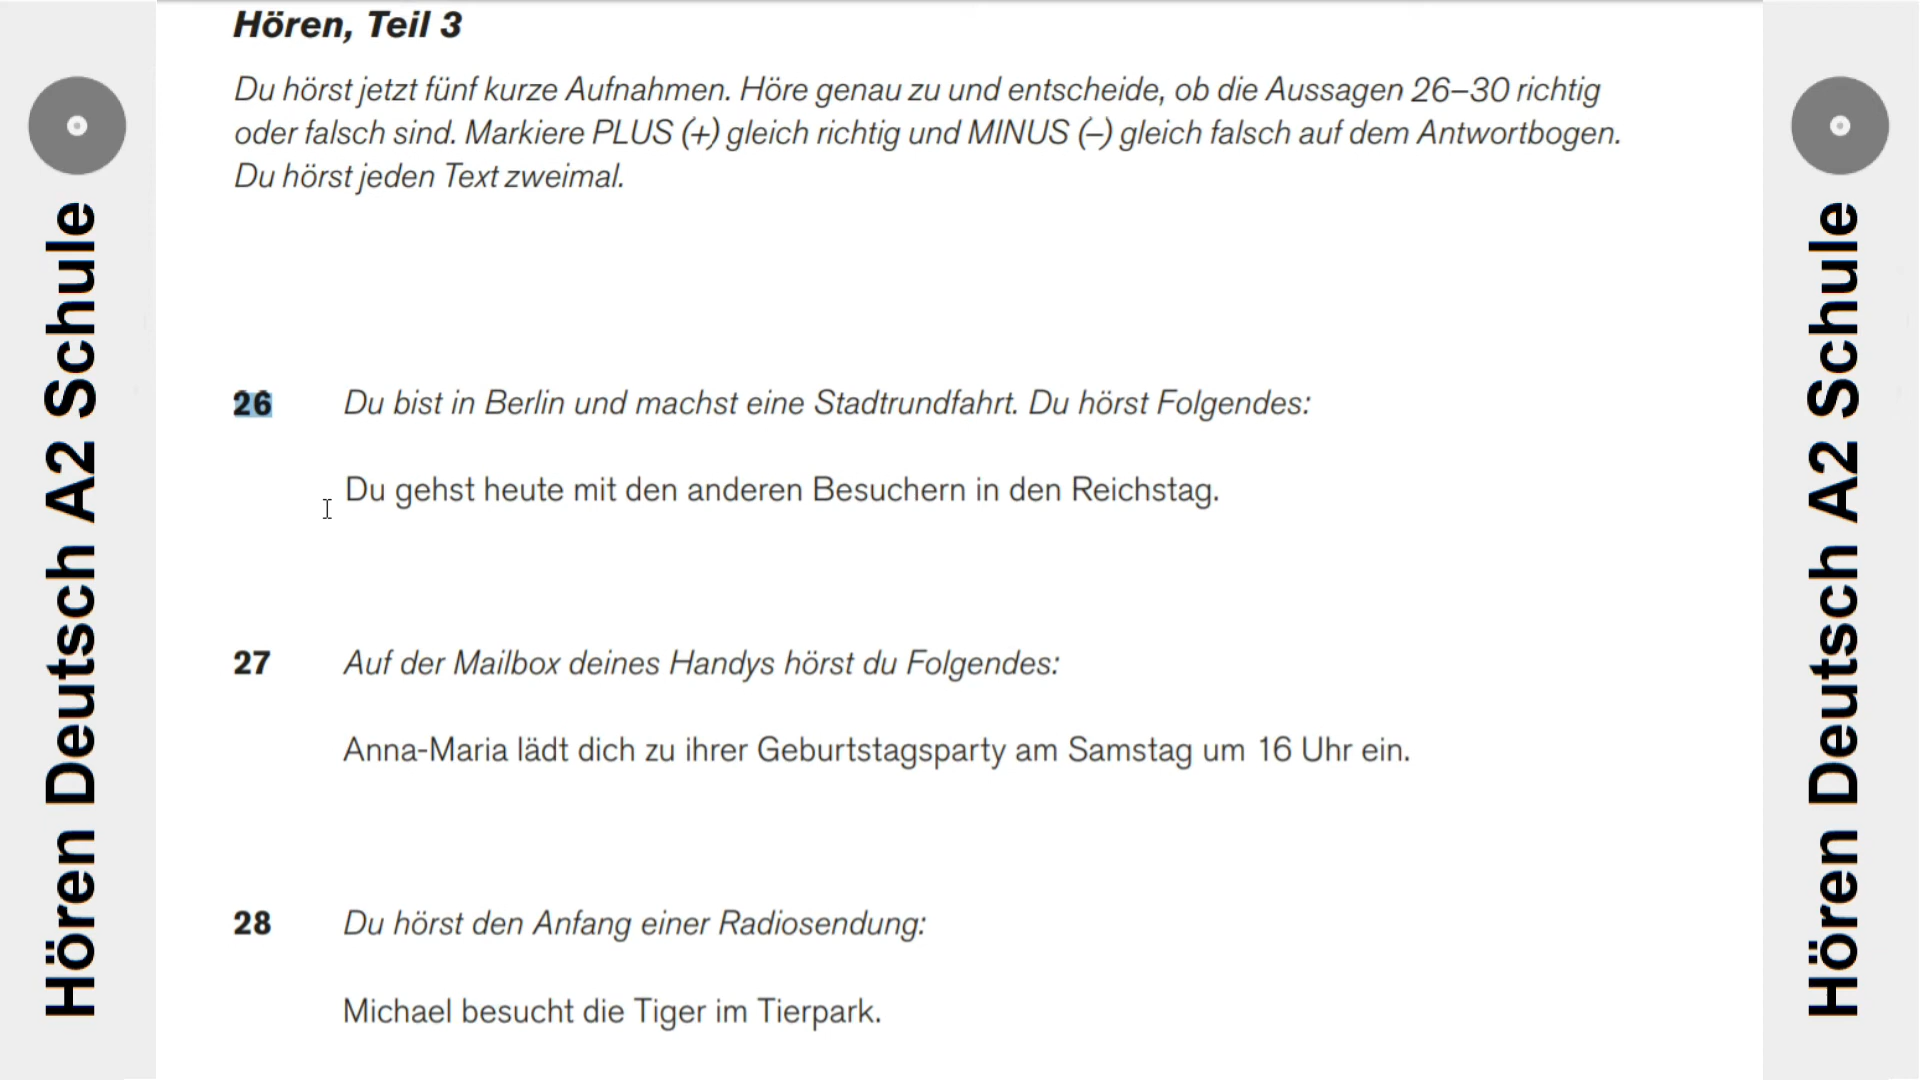 Hören, Teil 3
Du hörst jetzt fünf kurze Aufnahmen. Höre genau zu und entscheide, ob die Aussagen 26–30 richtig
oder falsch sind. Markiere PLUS (+) gleich richtig und MINUS (–) gleich falsch auf dem Antwortbogen.
Du hörst jeden Text zweimal.
26 Du bist in Berlin und machst eine Stadtrundfahrt. Du hörst Folgendes:
Du gehst heute mit den anderen Besuchern in den Reichstag.
27 Auf der Mailbox deines Handys hörst du Folgendes:
Anna-Maria lädt dich zu ihrer Geburtstagsparty am Samstag um 16 Uhr ein.
28 Du hörst den Anfang einer Radiosendung:
Michael besucht die Tiger im Tierpark.
Hören Deutsch A2 Schule
Hören Deutsch A2 Schule